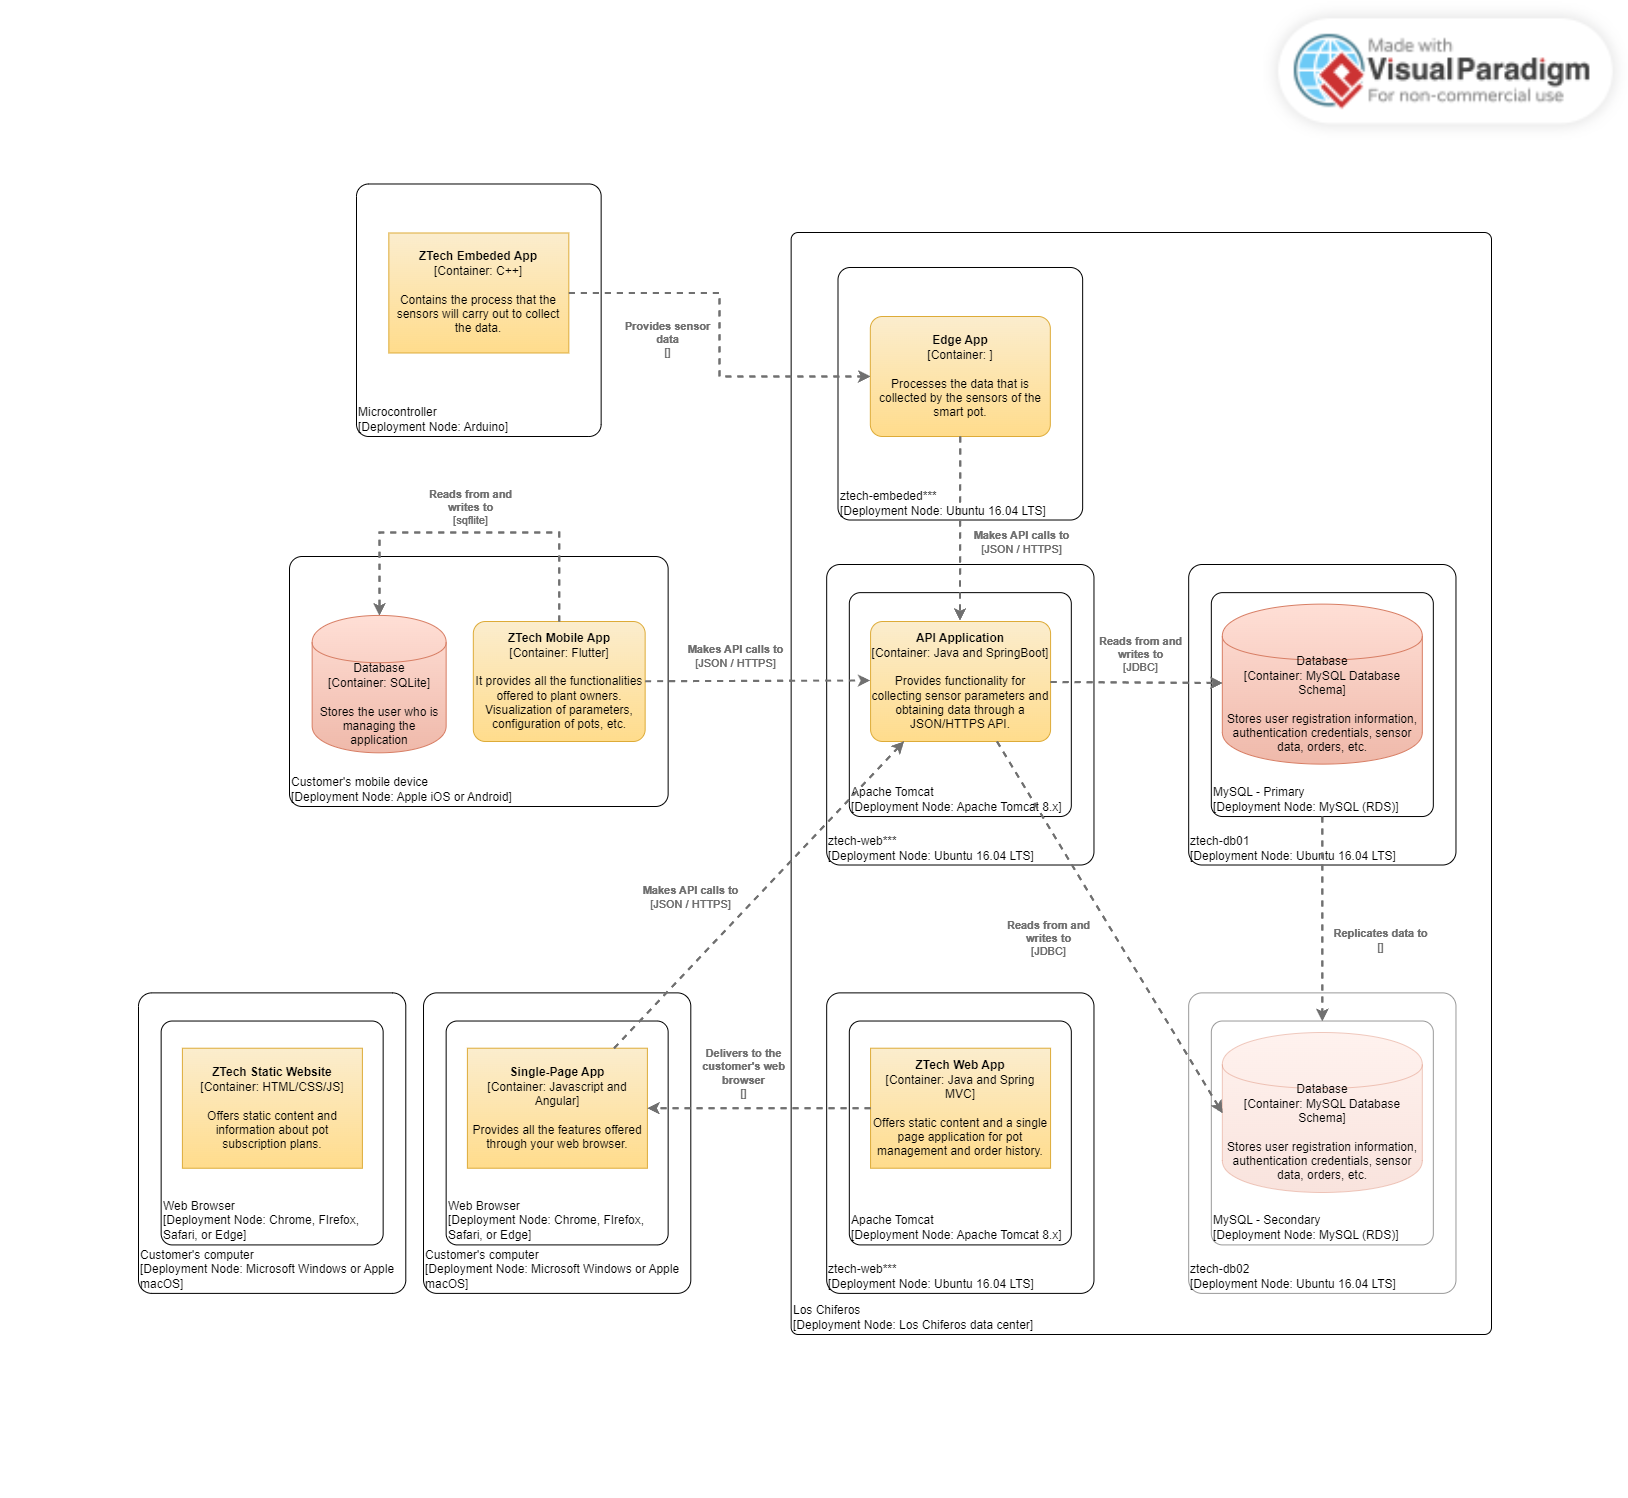 Made with
Visual Paradigm
For non-commercial use
ZTech Embeded App
[Container: C++]
Contains the process that the
sensors will carry out to collect
the data.
Microcontroller
[Deployment Node: Arduino]
Provides sensor
data
[]
Edge App
[Container: ]
Processes the data that is
collected by the sensors of the
smart pot.
ztech-embeded***
[Deployment Node: Ubuntu 16.04 LTS]
Reads from and
writes to
[sqflite]
Makes API calls to
[JSON / HTTPS]
Database
[Container: SQLite]
Stores the user who is
managing the
application
ZTech Mobile App
[Container: Flutter]
It provides all the functionalities
offered to plant owners.
Visualization of parameters,
configuration of pots, etc.
Customer's mobile device
[Deployment Node: Apple iOS or Android]
Makes API calls to
[JSON / HTTPS]
API Application
[Container: Java and SpringBoot]
Provides functionality for
collecting sensor parameters and
obtaining data through a
JSON/HTTPS API.
Apache Tomcat
[Deployment Node: Apache Tomcat 8.x]
ztech-web***
[Deployment Node: Ubuntu 16.04 LTS]
Reads from and
writes to
[JDBC]
Database
[Container: MySQL Database
Schema]
Stores user registration information,
authentication credentials, sensor
data, orders, etc.
MySQL - Primary
[Deployment Node: MySQL (RDS)]
ztech-db01
[Deployment Node: Ubuntu 16.04 LTS]
Makes API calls to
[JSON / HTTPS]
Reads from and
writes to
[JDBC]
Replicates data to
[]
ZTech Static Website
[Container: HTML/CSS/JS]
Offers static content and
information about pot
subscription plans.
Web Browser
[Deployment Node: Chrome, FIrefox,
Safari, or Edge]
Customer's computer
[Deployment Node: Microsoft Windows or Apple
macOS]
Single-Page App
[Container: Javascript and
Angular]
Provides all the features offered
through your web browser.
Web Browser
[Deployment Node: Chrome, FIrefox,
Safari, or Edge]
Customer's computer
[Deployment Node: Microsoft Windows or Apple
macOS]
Delivers to the
customer's web
browser
[]
ZTech Web App
[Container: Java and Spring
MVC]
Offers static content and a single
page application for pot
management and order history.
Apache Tomcat
[Deployment Node: Apache Tomcat 8.x]
ztech-web***
[Deployment Node: Ubuntu 16.04 LTS]
Database
[Container: MySQL Database
Schema]
Stores user registration information,
authentication credentials, sensor
data, orders, etc.
MySQL - Secondary
[Deployment Node: MySQL (RDS)]
ztech-db02
[Deployment Node: Ubuntu 16.04 LTS]
Los Chiferos
[Deployment Node: Los Chiferos data center]